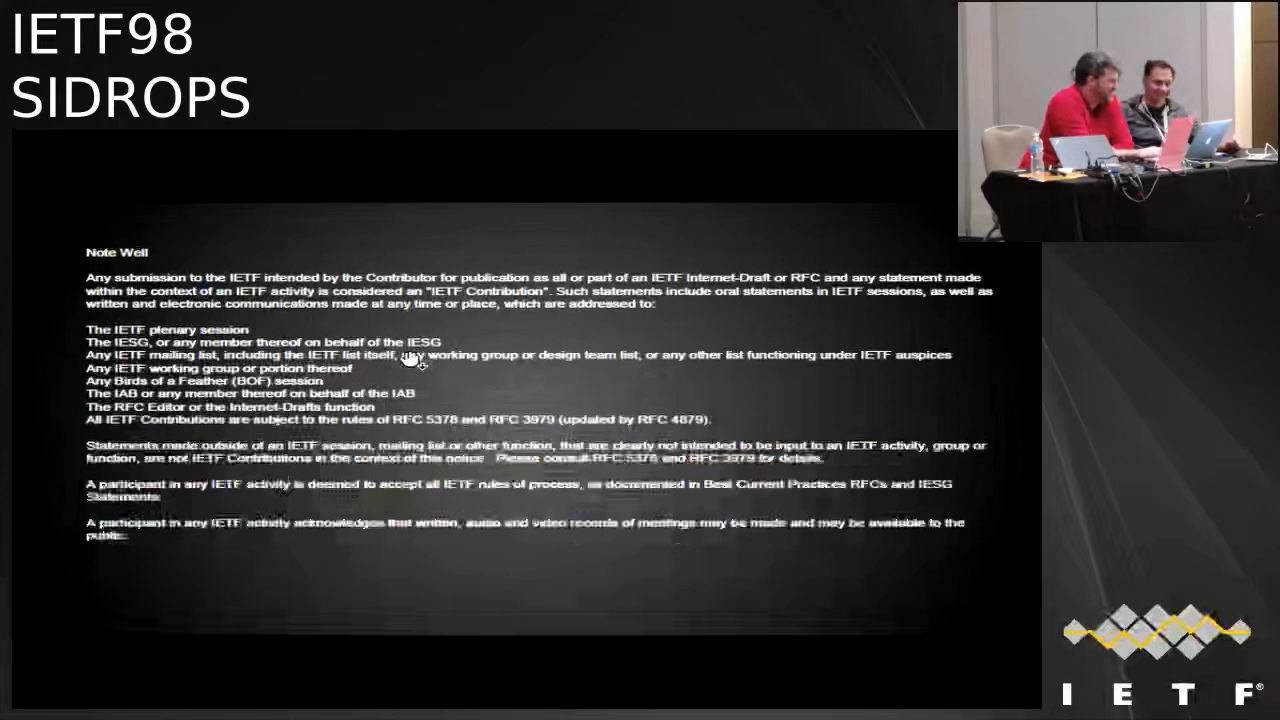 IETF98
SIDROPS
Note Well
Any submission to the IETF intended by the Contributor for publication as all or part of an IETF Internet-Draft or RFC and any statement made
within the context of an IETF activity is considered an "IETF Contribution". Such statements include oral statements in IETF sessions, as well as
written and electronic communications made at any time or place, which are addressed to:
The IETF plenary session
The IESG, or any member thereof on behalf of the IESG
Any IETF mailing list, including the IETF list itself, any working group or design team list, or any other list functioning under IETF auspices
Any IETF working group or portion thereof
Any Birds of a Feather (BOF) session
The IAB or any member thereof on behalf of the IAB
The RFC Editor or the Internet-Drafts function
All IETF Contributions are subject to the rules of RFC 5378 and RFC 3979 (updated by RFC 4879).
Statements made outside of an IETF session, mailing list or other function, that are clearly not intended to be input to an IETF activity, group or
function, are not IETF Contributions in the context of this notice. Please consult RFC 5378 and RFC 3979 for details.
A participant in any IETF activity is deemed to accept all IETF rules of process, as documented in Best Current Practices RFCs and IESG
Statements.
A participant in any IETF activity acknowledges that written, audio and video records of meetings may be made and may be available to the
public.
I E T F®